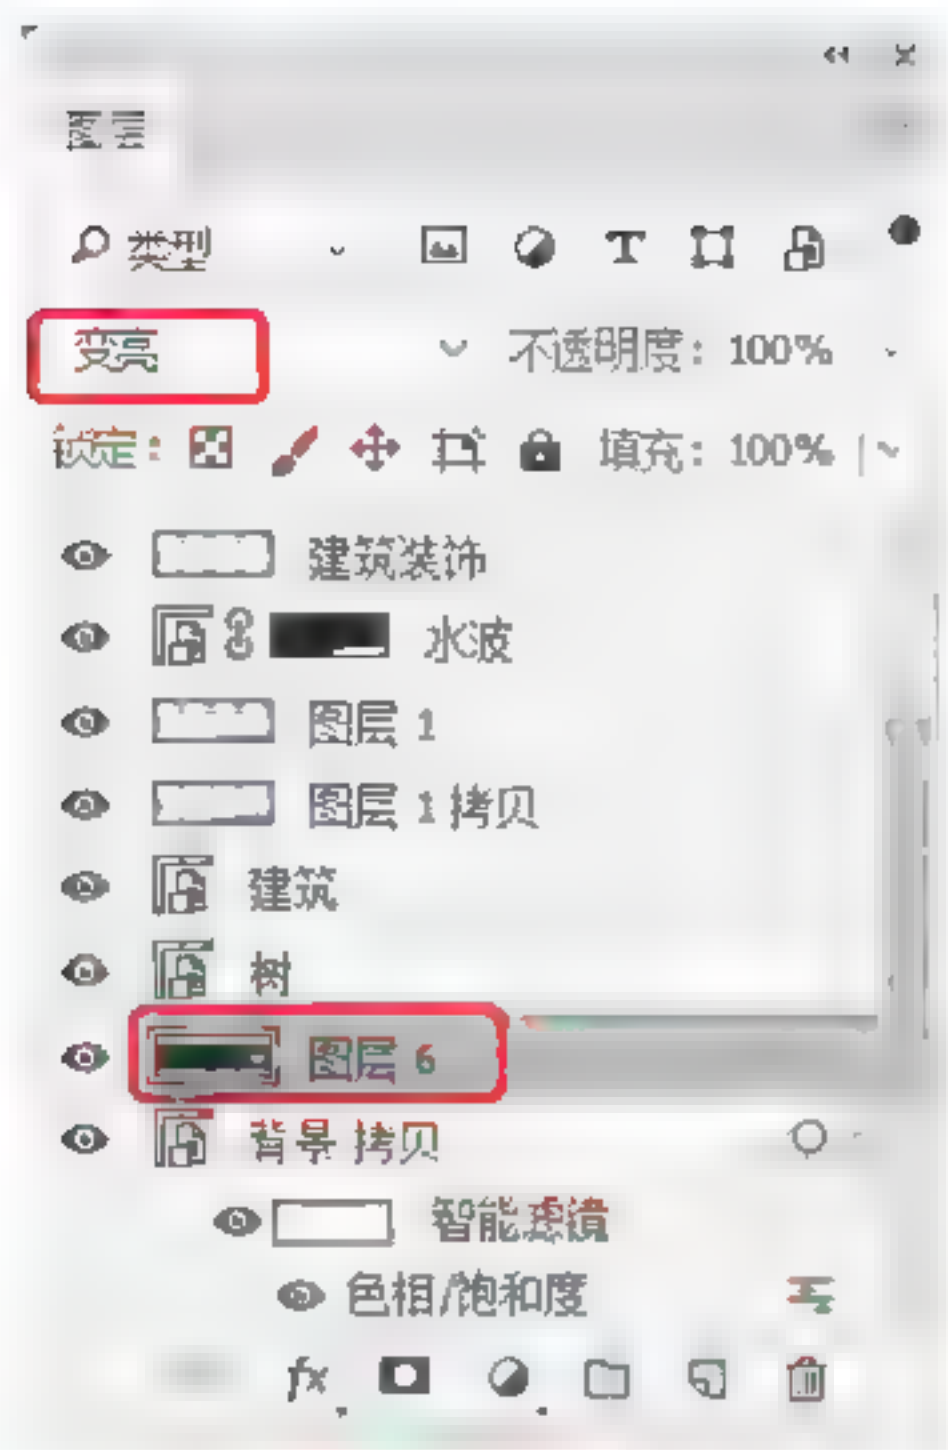 图层
类型
变亮 不透明度: 100%
锁定: 填充: 100%
建筑装饰
水波
图层 1
图层 1 拷贝
建筑
树
图层 6
背景 拷贝
智能滤镜
色相/饱和度
fx